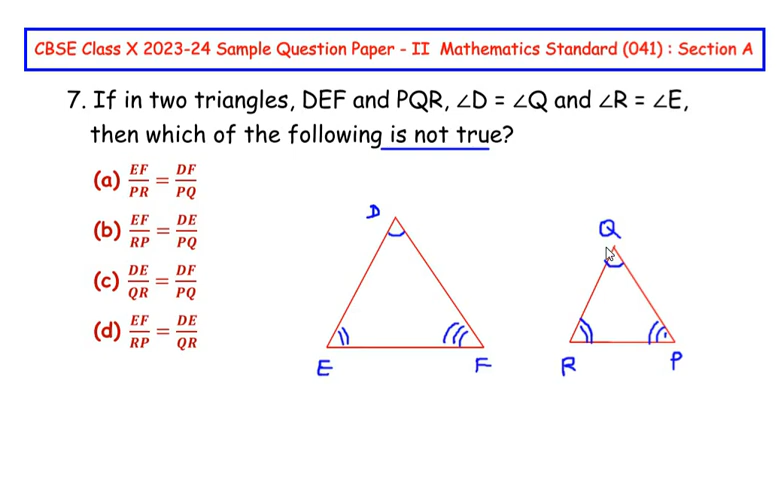 CBSE Class X 2023-24 Sample Question Paper - II Mathematics Standard (041) : Section A
7. If in two triangles, DEF and PQR, ∠D = ∠Q and ∠R = ∠E,
then which of the following is not true?
(a) EF/PR = DF/PQ
(b) EF/RP = DE/PQ
(c) DE/QR = DF/PQ
(d) EF/RP = DE/QR
D
Q
E
F
R
P